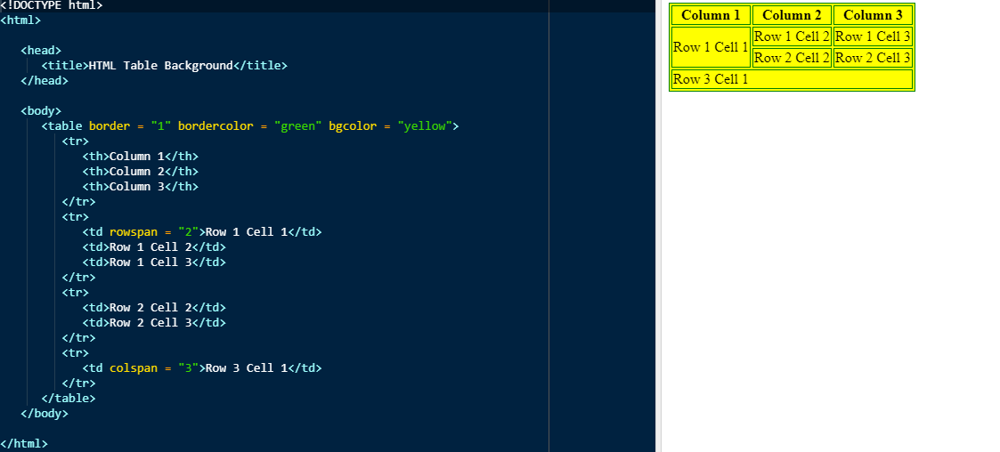 <!DOCTYPE html>
<html>
<head>
<title>HTML Table Background</title>
</head>
<body>
<table border = "1" bordercolor = "green" bgcolor = "yellow">
<tr>
<th>Column 1</th>
<th>Column 2</th>
<th>Column 3</th>
</tr>
<tr>
<td rowspan = "2">Row 1 Cell 1</td>
<td>Row 1 Cell 2</td>
<td>Row 1 Cell 3</td>
</tr>
<tr>
<td>Row 2 Cell 2</td>
<td>Row 2 Cell 3</td>
</tr>
<tr>
<td colspan = "3">Row 3 Cell 1</td>
</tr>
</table>
</body>
</html>
Column 1 Column 2 Column 3
Row 1 Cell 1 Row 1 Cell 2 Row 1 Cell 3
Row 2 Cell 2 Row 2 Cell 3
Row 3 Cell 1